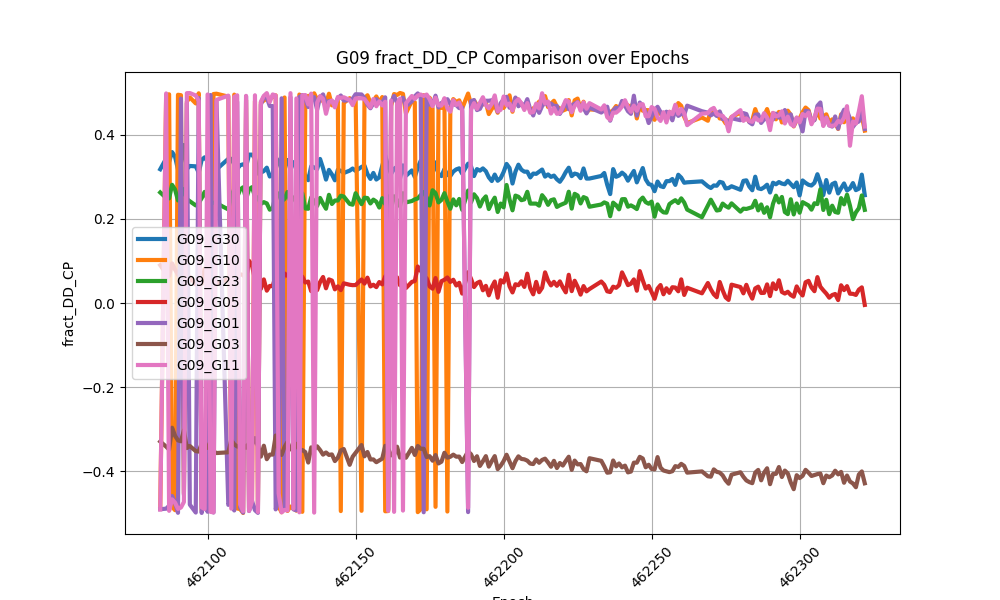 G09 fract_DD_CP Comparison over Epochs
fract_DD_CP
0.4
0.2
0.0
−0.2
−0.4
G09_G30
G09_G10
G09_G23
G09_G05
G09_G01
G09_G03
G09_G11
462100
462150
462200
462250
462300
Epoch